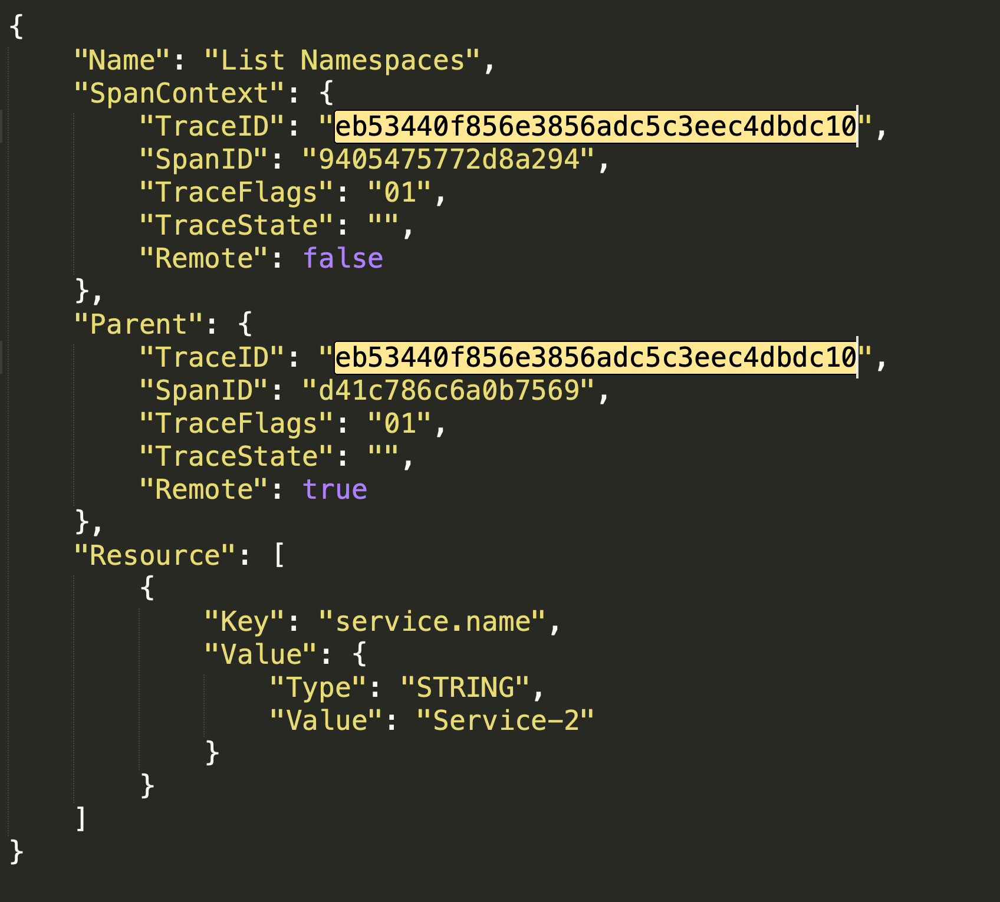 {
    "Name": "List Namespaces",
    "SpanContext": {
        "TraceID": "eb53440f856e3856adc5c3eec4dbdc10",
        "SpanID": "9405475772d8a294",
        "TraceFlags": "01",
        "TraceState": "",
        "Remote": false
    },
    "Parent": {
        "TraceID": "eb53440f856e3856adc5c3eec4dbdc10",
        "SpanID": "d41c786c6a0b7569",
        "TraceFlags": "01",
        "TraceState": "",
        "Remote": true
    },
    "Resource": [
        {
            "Key": "service.name",
            "Value": {
                "Type": "STRING",
                "Value": "Service-2"
            }
        }
    ]
}